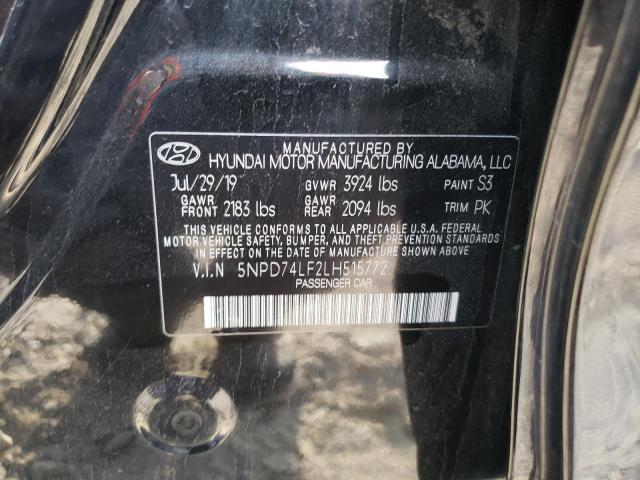 MANUFACTURED BY
HYUNDAI MOTOR MANUFACTURING ALABAMA, LLC
Jul/29/19 GVWR 3924 lbs PAINT S3
GAWR FRONT 2183 lbs GAWR REAR 2094 lbs TRIM PK
THIS VEHICLE CONFORMS TO ALL APPLICABLE U.S.A. FEDERAL
MOTOR VEHICLE SAFETY, BUMPER, AND THEFT PREVENTION STANDARDS
IN EFFECT ON THE DATE OF MANUFACTURE SHOWN ABOVE.
V.I.N 5NPD74LF2LH515772
PASSENGER CAR